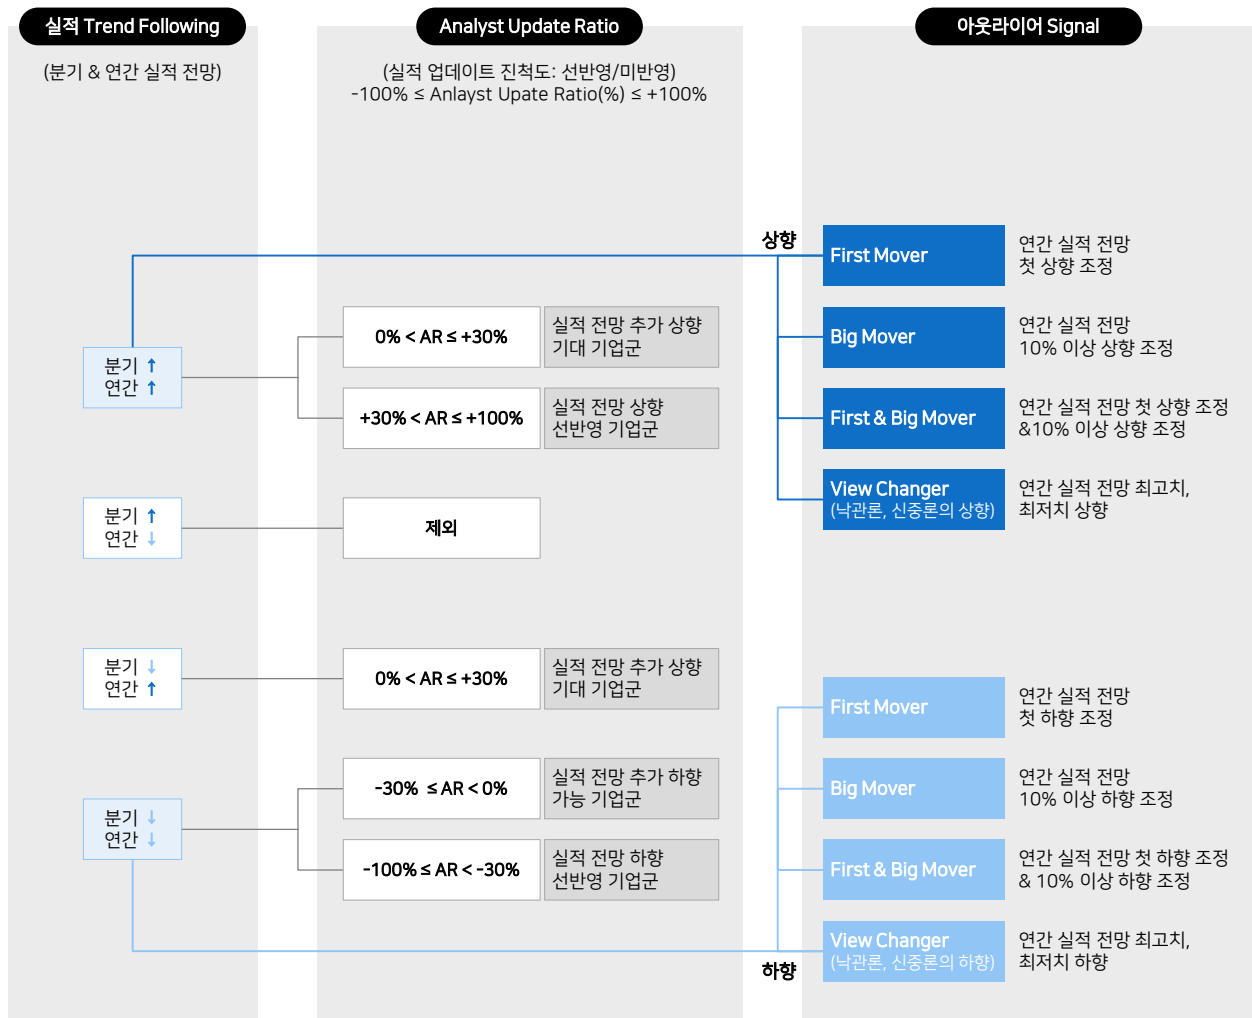 실적 Trend Following
(분기 & 연간 실적 전망)
Analyst Update Ratio
(실적 업데이트 진척도: 선반영/미반영)
-100% ≤ Anlayst Upate Ratio(%) ≤ +100%
아웃라이어 Signal
상향
First Mover
연간 실적 전망
첫 상향 조정
분기 ↑
연간 ↑
0% < AR ≤ +30%
실적 전망 추가 상향
기대 기업군
Big Mover
연간 실적 전망
10% 이상 상향 조정
+30% < AR ≤ +100%
실적 전망 상향
선반영 기업군
First & Big Mover
연간 실적 전망 첫 상향 조정
&10% 이상 상향 조정
View Changer
(낙관론, 신중론의 상향)
연간 실적 전망 최고치,
최저치 상향
분기 ↑
연간 ↓
제외
분기 ↓
연간 ↑
0% < AR ≤ +30%
실적 전망 추가 상향
기대 기업군
First Mover
연간 실적 전망
첫 하향 조정
분기 ↓
연간 ↓
-30% ≤ AR < 0%
실적 전망 추가 하향
가능 기업군
Big Mover
연간 실적 전망
10% 이상 하향 조정
-100% ≤ AR < -30%
실적 전망 하향
선반영 기업군
First & Big Mover
연간 실적 전망 첫 하향 조정
& 10% 이상 하향 조정
View Changer
(낙관론, 신중론의 하향)
연간 실적 전망 최고치,
최저치 하향
하향